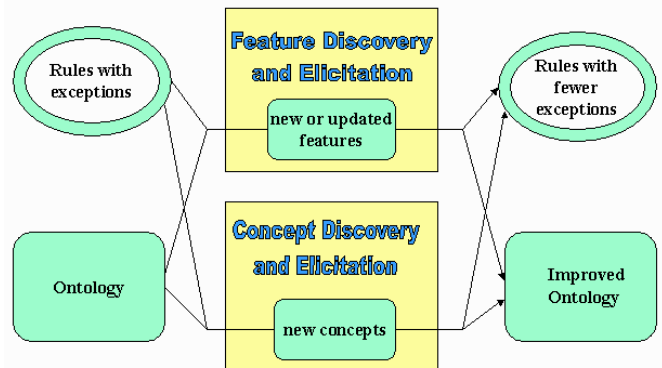 Feature Discovery
and Elicitation
Rules with
exceptions
new or updated
features
Rules with
fewer
exceptions
Concept Discovery
and Elicitation
Ontology
new concepts
Improved
Ontology